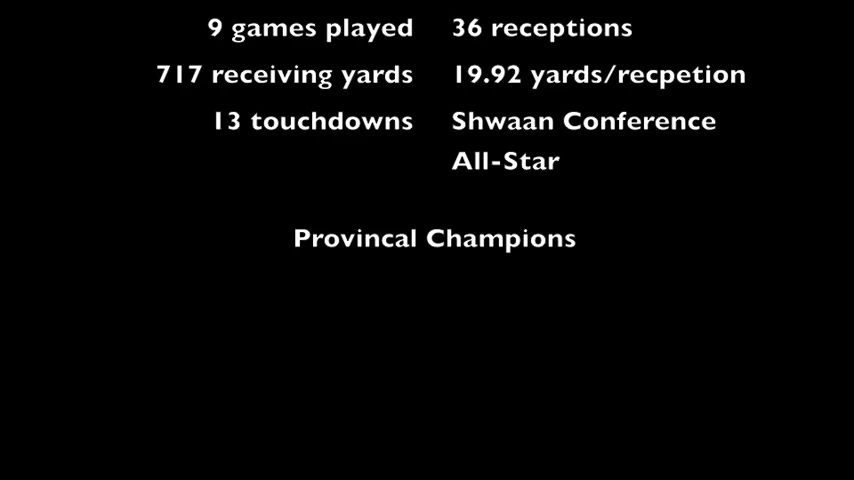 9 games played 36 receptions
717 receiving yards 19.92 yards/recpetion
13 touchdowns Shwaan Conference
All-Star
Provincal Champions